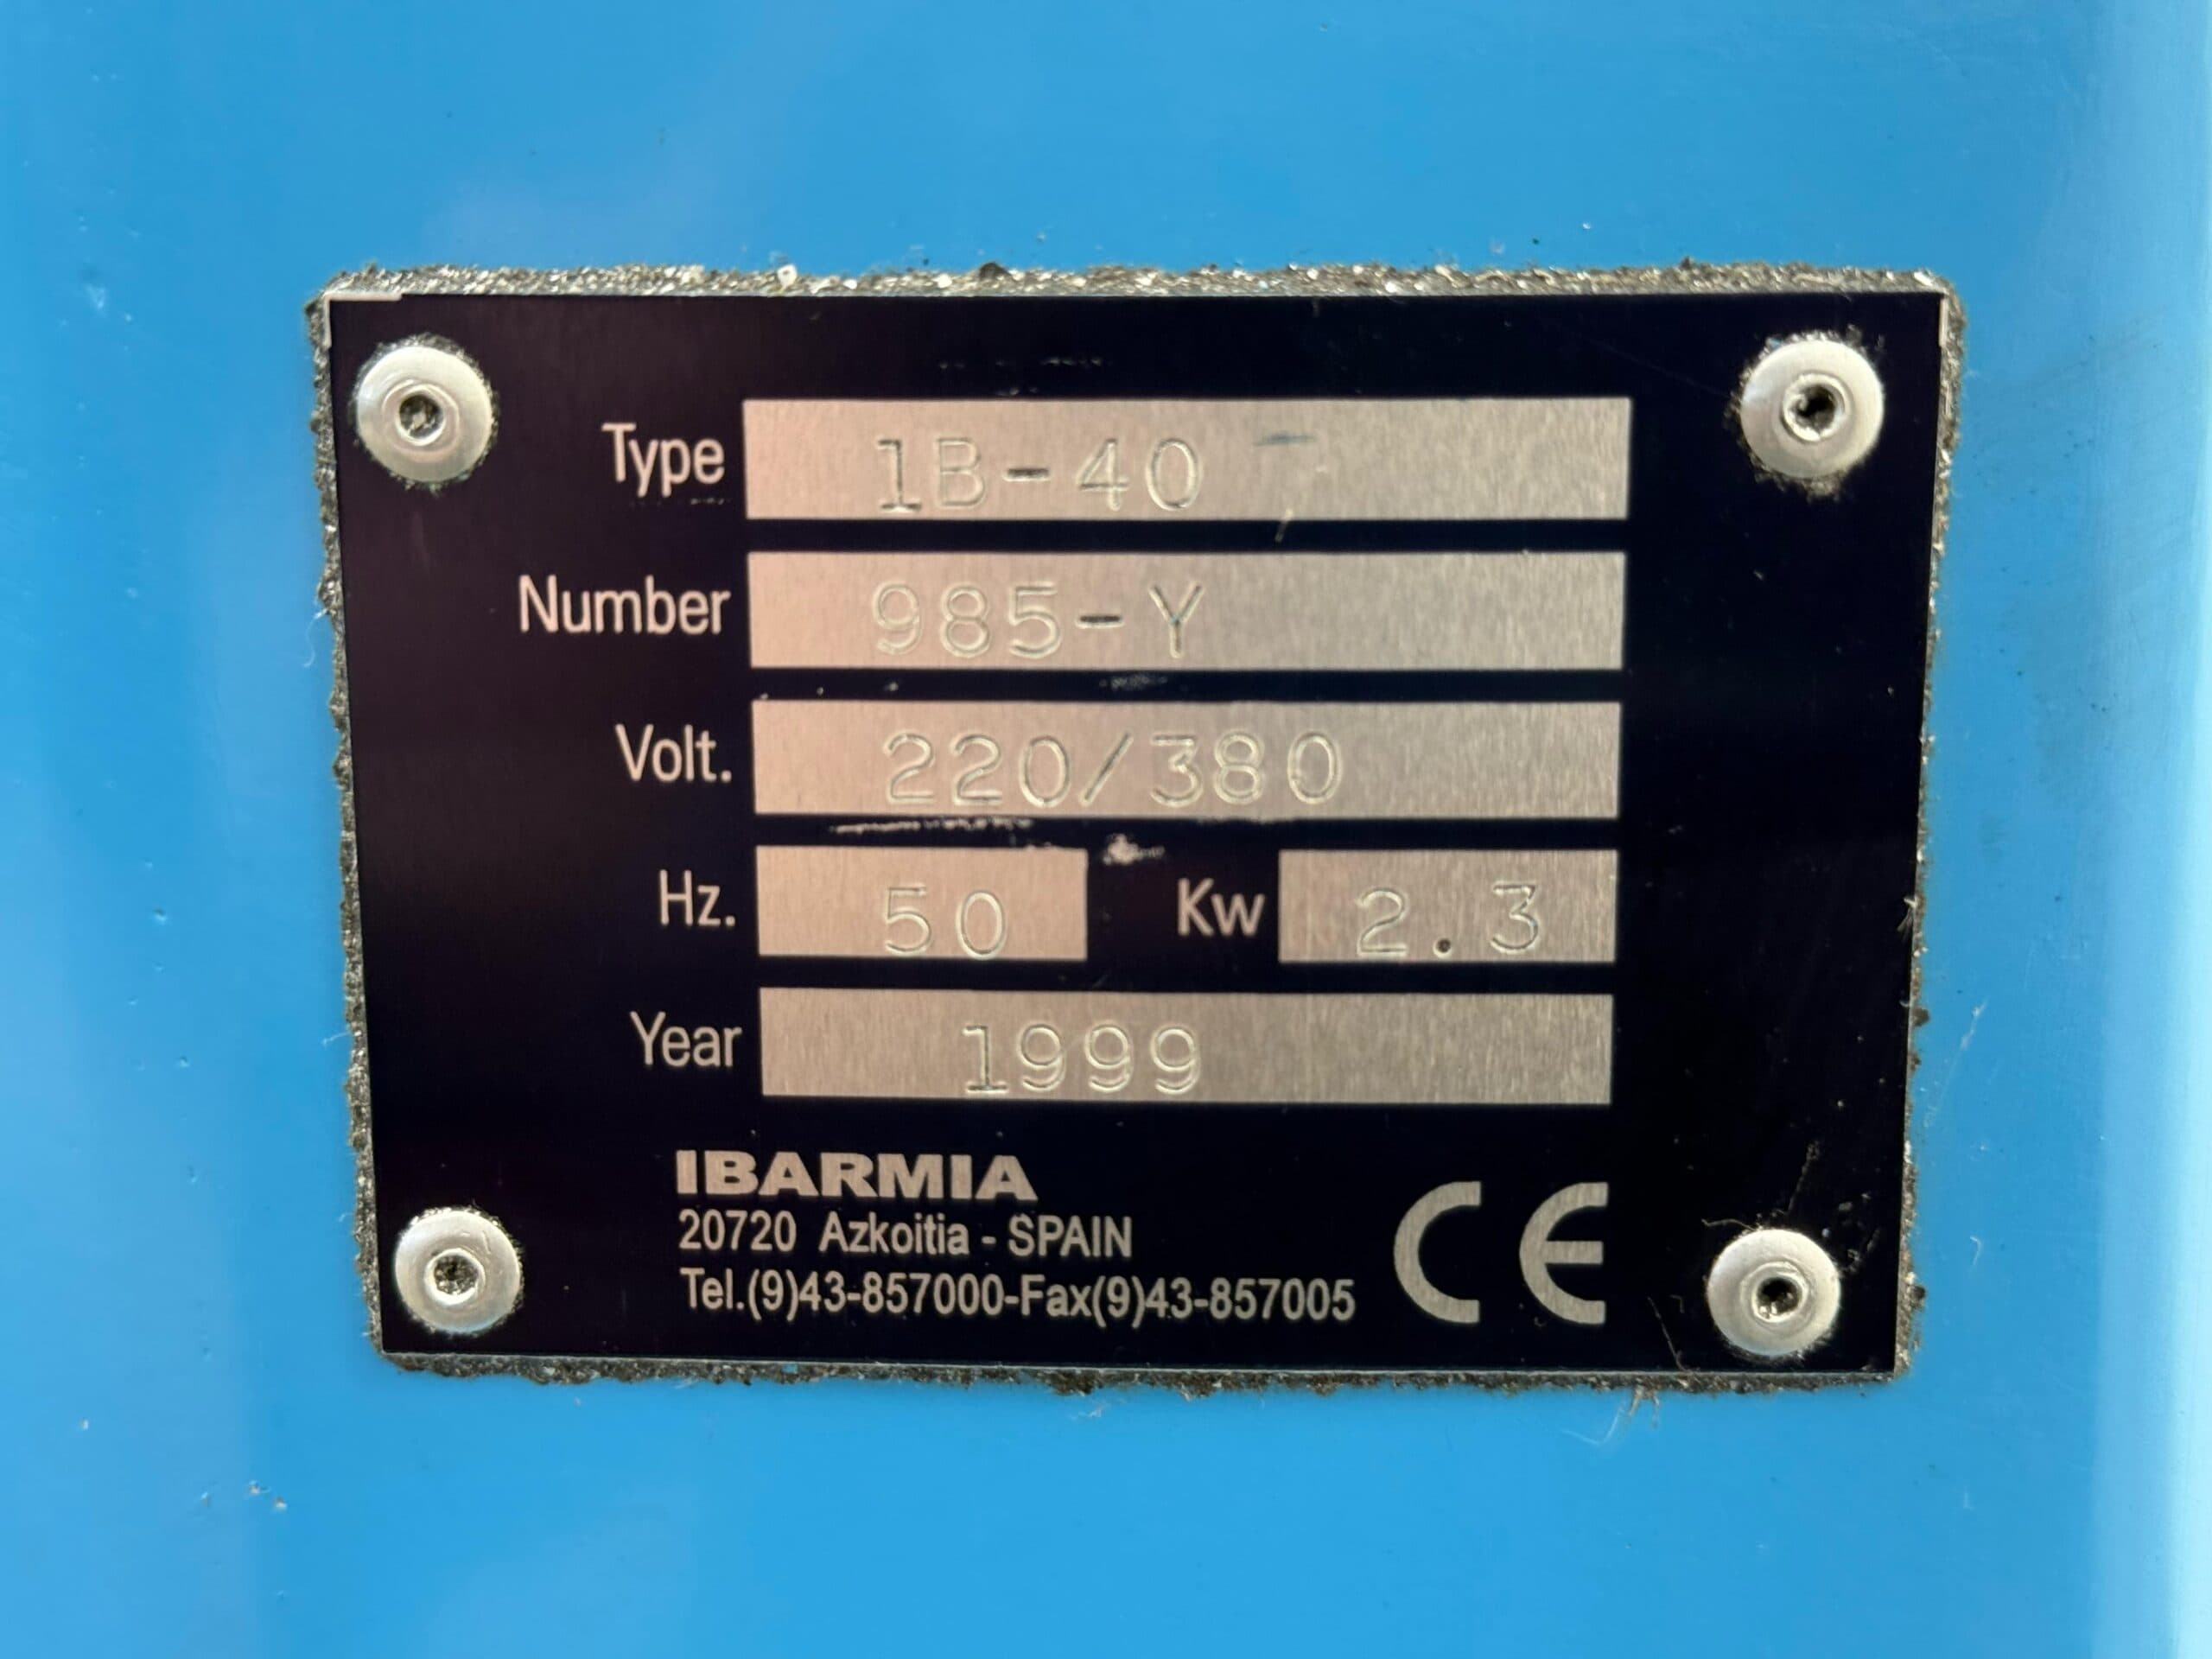 Type 1B-40
Number 985-Y
Volt. 220/380
Hz. 50 Kw 2.3
Year 1999
IBARMIA
20720 Azkoitia - SPAIN
Tel.(9)43-857000-Fax(9)43-857005
CE